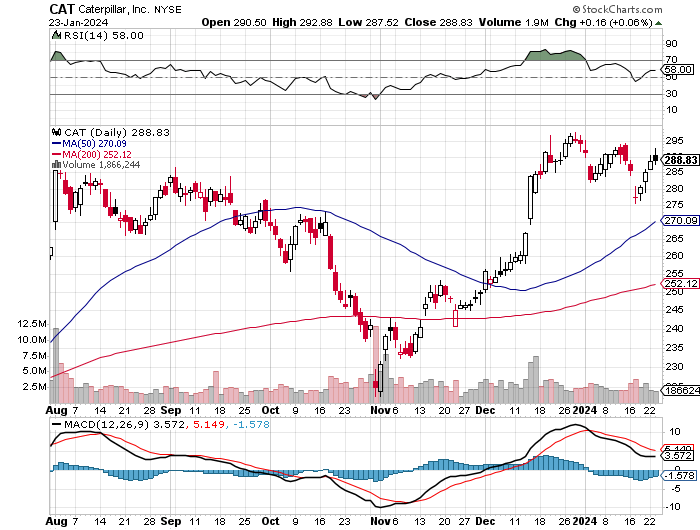 CAT Caterpillar, Inc. NYSE
© StockCharts.com
23-Jan-2024
Open 290.50 High 292.88 Low 287.52 Close 288.83 Volume 1.9M Chg +0.16 (+0.06%)
RSI(14) 58.00
90
70
58.00
50
30
10
CAT (Daily) 288.83
MA(50) 270.09
MA(200) 252.12
Volume 1,866,244
295
288.83
285
280
275
270.09
265
260
255
252.12
245
240
235
230
12.5M
10.0M
7.5M
5.0M
2.5M
1866244
Aug 7 14 21 28 Sep 11 18 25 Oct 9 16 23 Nov 6 13 20 27 Dec 11 18 26 2024 8 16 22
MACD(12,26,9) 3.572, 5.149, -1.578
10
5.149
3.572
0
-1.578
-5
-10
Aug 7 14 21 28 Sep 11 18 25 Oct 9 16 23 Nov 6 13 20 27 Dec 11 18 26 2024 8 16 22